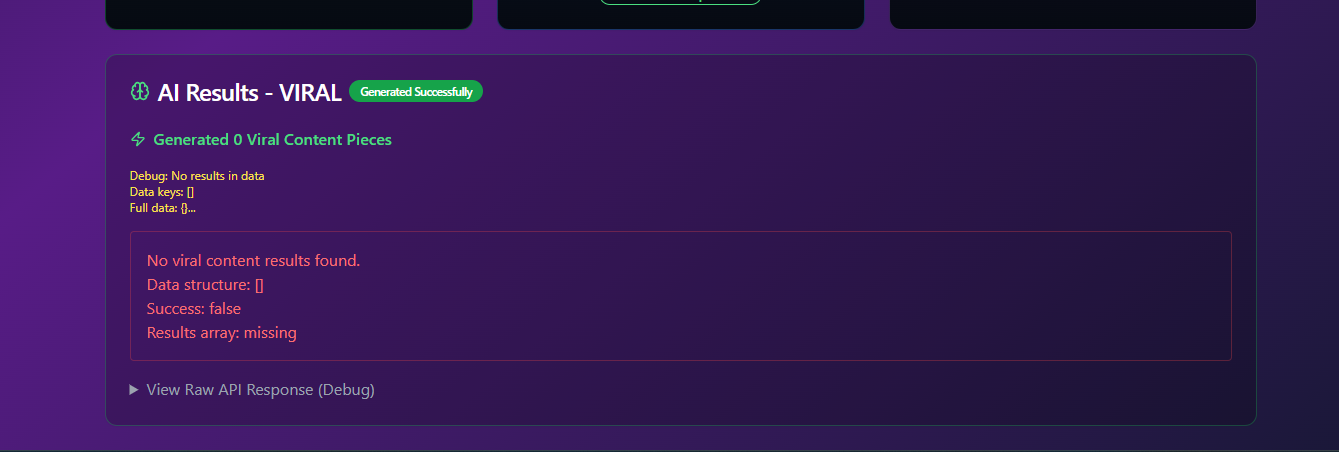 AI Results - VIRAL Generated Successfully
Generated 0 Viral Content Pieces
Debug: No results in data
Data keys: []
Full data: {}...
No viral content results found.
Data structure: []
Success: false
Results array: missing
View Raw API Response (Debug)